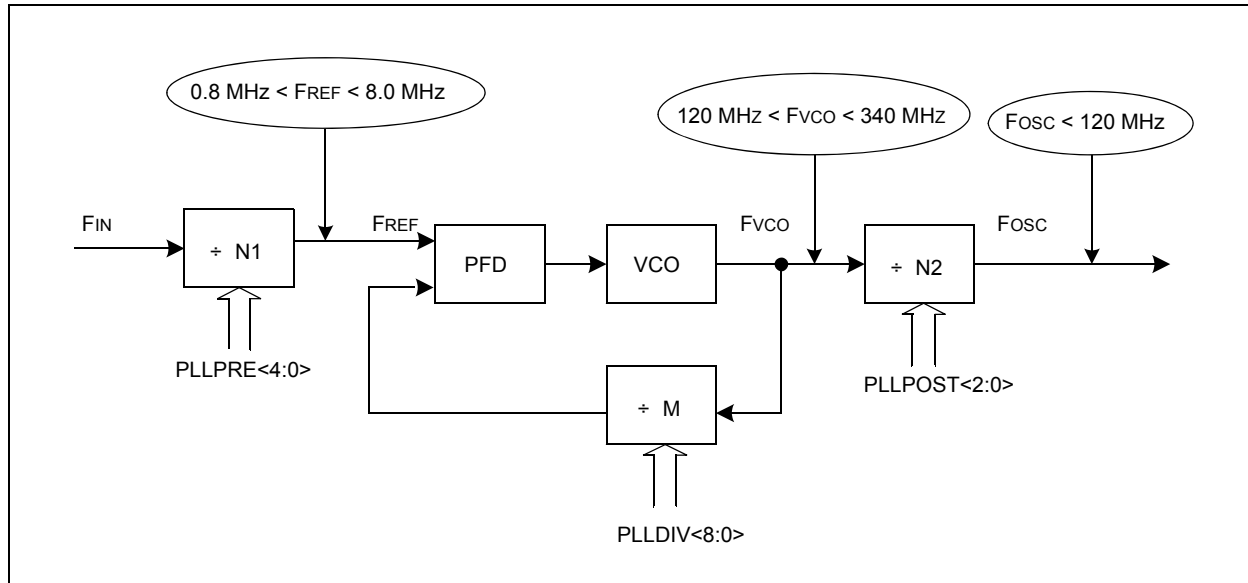 0.8 MHz < FREF < 8.0 MHz
120 MHZ < FVCO < 340 MHZ
FOSC < 120 MHz
FIN
FREF
FVCO
FOSC
÷ N1
PFD
VCO
÷ N2
PLLPRE<4:0>
PLLPOST<2:0>
÷ M
PLLDIV<8:0>